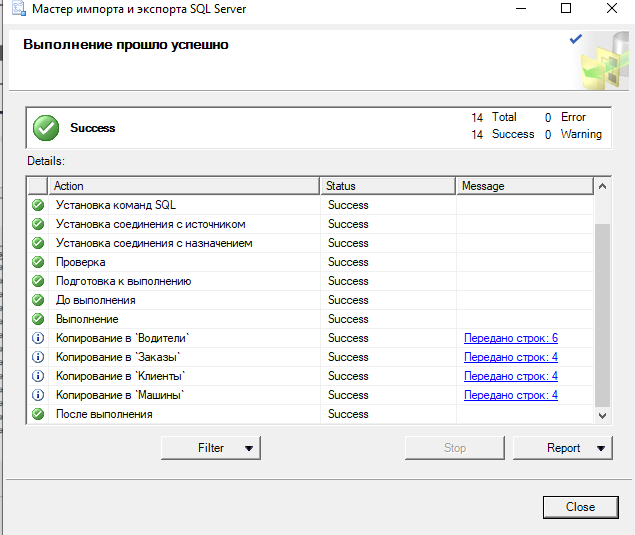 Мастер импорта и экспорта SQL Server
Выполнение прошло успешно
Success
14 Total 0 Error
14 Success 0 Warning
Details:
Action Status Message
Установка команд SQL Success
Установка соединения с источником Success
Установка соединения с назначением Success
Проверка Success
Подготовка к выполнению Success
До выполнения Success
Выполнение Success
Копирование в `Водители` Success Передано строк: 6
Копирование в `Заказы` Success Передано строк: 4
Копирование в `Клиенты` Success Передано строк: 4
Копирование в `Машины` Success Передано строк: 4
После выполнения Success
Filter Stop Report
Close